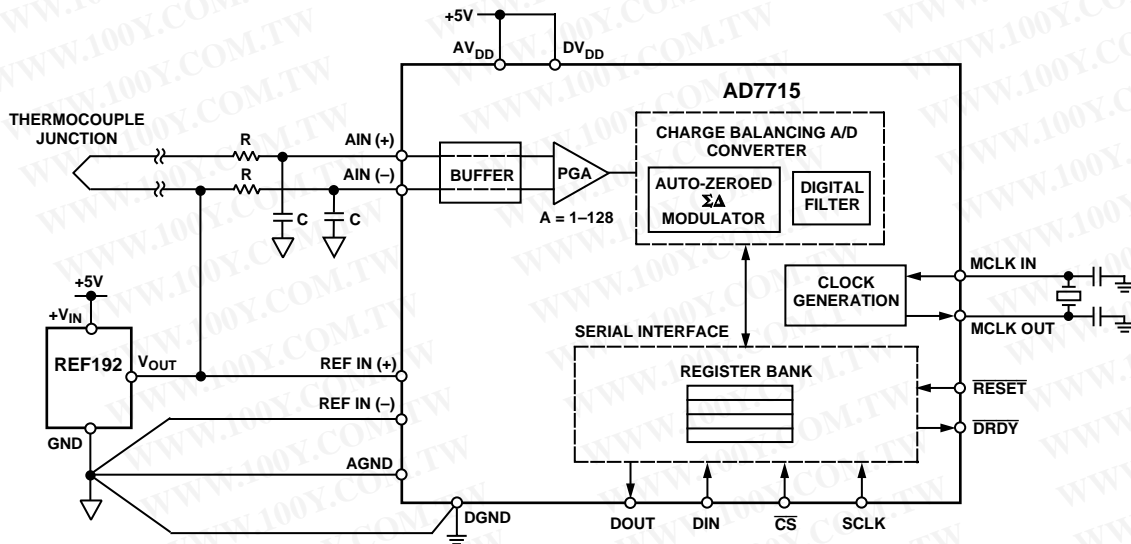 +5V
AVDD
DVDD
AD7715
THERMOCOUPLE
JUNCTION
R
AIN (+)
R
AIN (–)
C
C
BUFFER
PGA
A = 1–128
CHARGE BALANCING A/D
CONVERTER
AUTO-ZEROED
ΣΔ
MODULATOR
DIGITAL
FILTER
CLOCK
GENERATION
MCLK IN
MCLK OUT
SERIAL INTERFACE
REGISTER BANK
RESET
DRDY
+5V
+VIN
REF192
VOUT
GND
REF IN (+)
REF IN (–)
AGND
DGND
DOUT
DIN
CS
SCLK
WWW.100Y.COM.TW